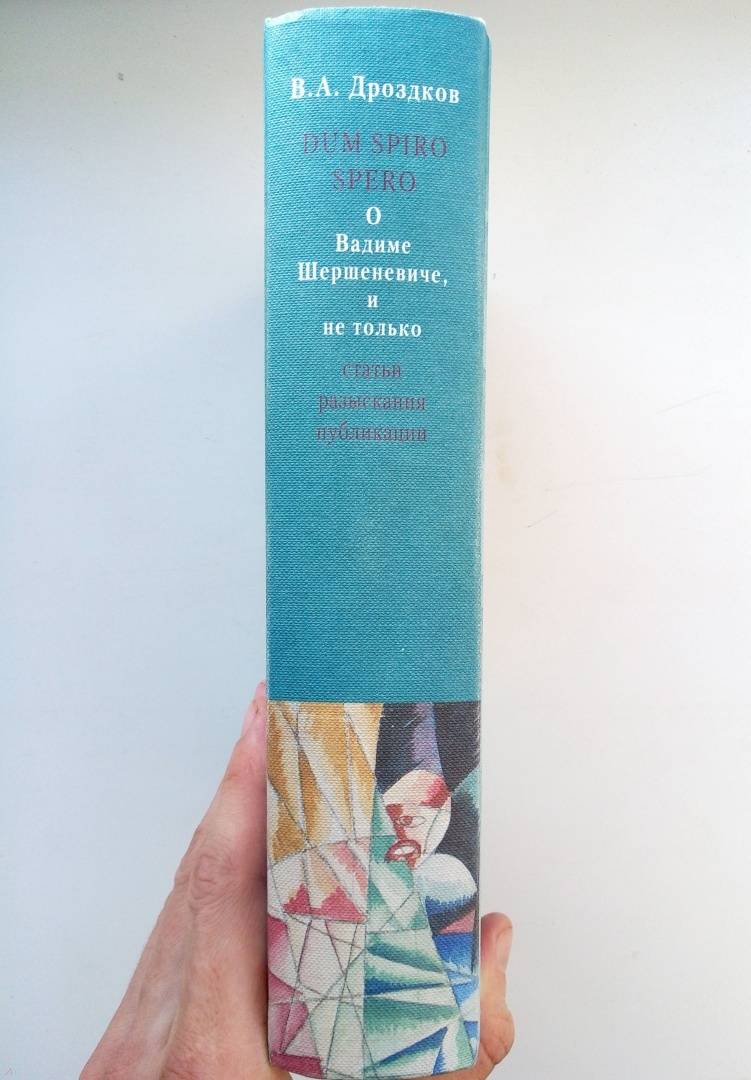 В.А. Дроздков
DUM SPIRO
SPERO
О
Вадиме
Шершеневиче,
и
не только
статьи
разыскания
публикации